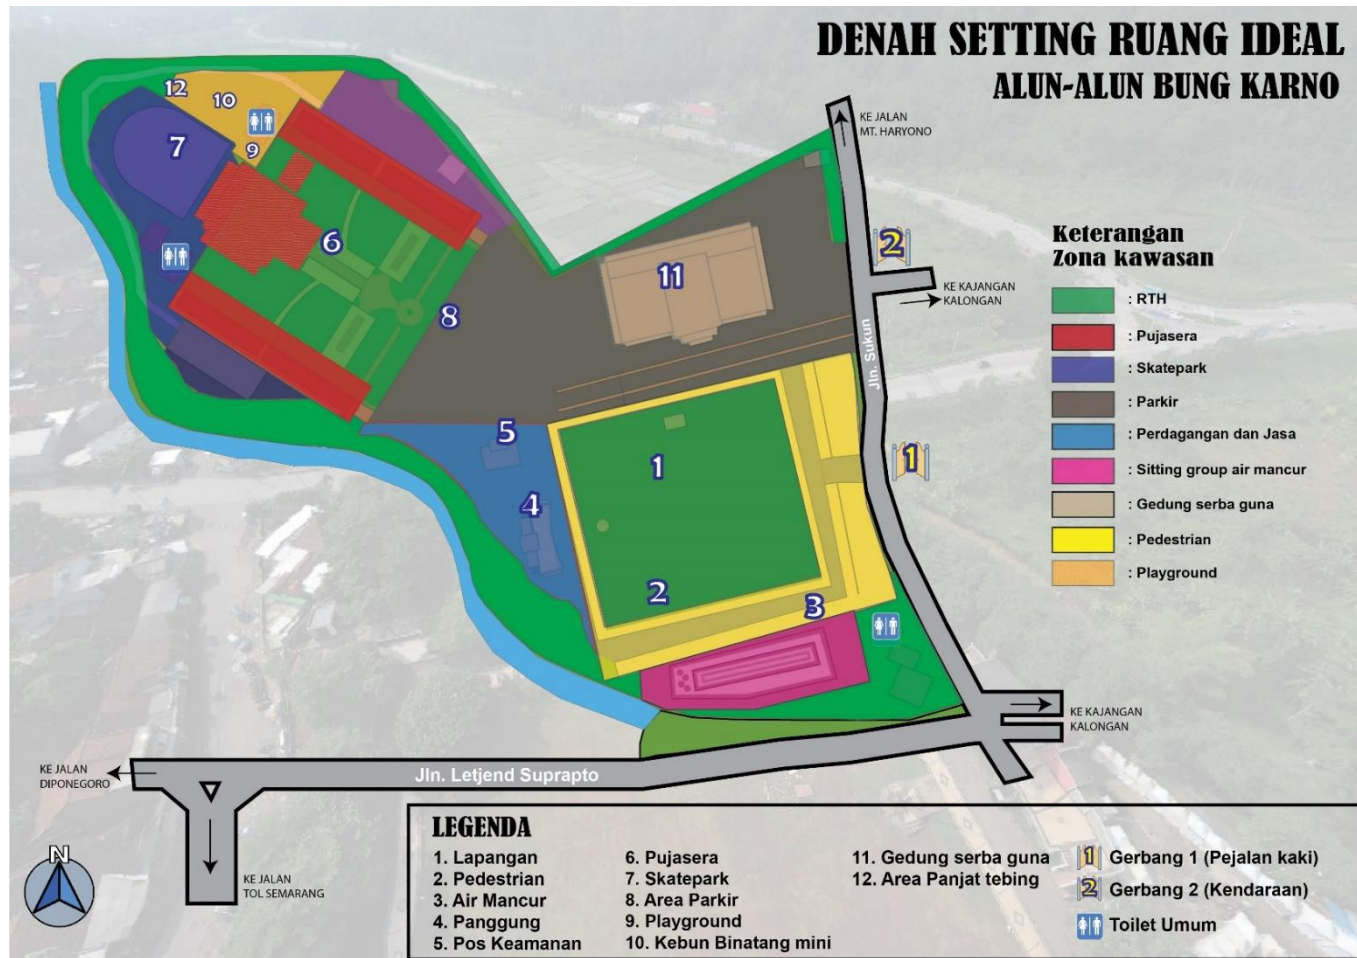 DENAH SETTING RUANG IDEAL
ALUN-ALUN BUNG KARNO
KE JALAN
MT. HARYONO
12
10
7
9
2
6
11
KE KAJANGAN
KALONGAN
8
Jln. Sukun
5
1
1
4
2
3
Keterangan
Zona kawasan
: RTH
: Pujasera
: Skatepark
: Parkir
: Perdagangan dan Jasa
: Sitting group air mancur
: Gedung serba guna
: Pedestrian
: Playground
KE KAJANGAN
KALONGAN
KE JALAN
DIPONEGORO
Jln. Letjend Suprapto
KE JALAN
TOL SEMARANG
N
LEGENDA
1. Lapangan
2. Pedestrian
3. Air Mancur
4. Panggung
5. Pos Keamanan
6. Pujasera
7. Skatepark
8. Area Parkir
9. Playground
10. Kebun Binatang mini
11. Gedung serba guna
12. Area Panjat tebing
1 Gerbang 1 (Pejalan kaki)
2 Gerbang 2 (Kendaraan)
Toilet Umum